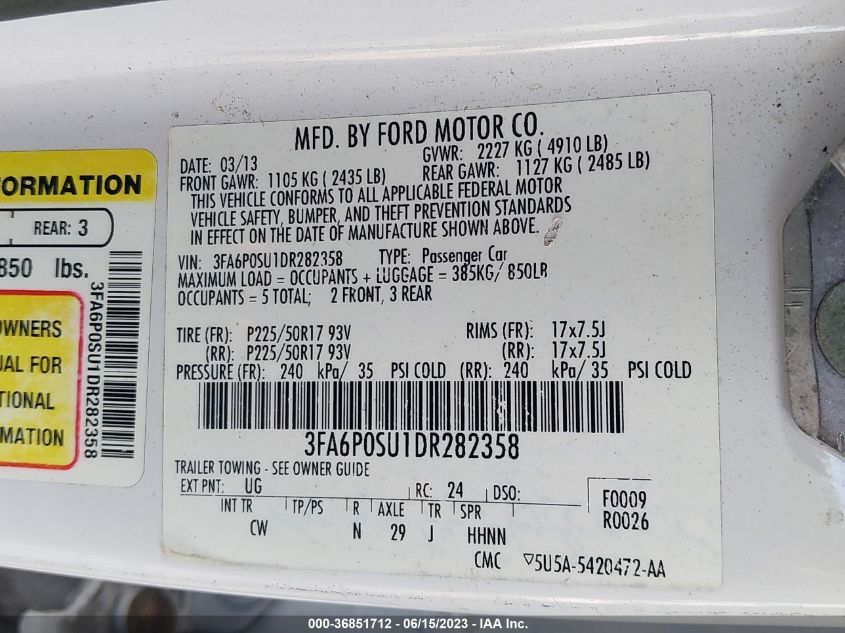 FORMATION
REAR: 3
850 lbs.
OWNERS
UAL FOR
TIONAL
RMATION
3FA6P0SU1DR282358
MFD. BY FORD MOTOR CO.
DATE: 03/13 GVWR: 2227 KG ( 4910 LB)
FRONT GAWR: 1105 KG ( 2435 LB) REAR GAWR: 1127 KG ( 2485 LB)
THIS VEHICLE CONFORMS TO ALL APPLICABLE FEDERAL MOTOR
VEHICLE SAFETY, BUMPER, AND THEFT PREVENTION STANDARDS
IN EFFECT ON THE DATE OF MANUFACTURE SHOWN ABOVE.
VIN: 3FA6P0SU1DR282358 TYPE: Passenger Car
MAXIMUM LOAD = OCCUPANTS + LUGGAGE = 385KG/ 850LB
OCCUPANTS = 5 TOTAL; 2 FRONT, 3 REAR
TIRE (FR): P225/50R17 93V RIMS (FR): 17x7.5J
(RR): P225/50R17 93V (RR): 17x7.5J
PRESSURE (FR): 240 kPa/ 35 PSI COLD (RR): 240 kPa/ 35 PSI COLD
3FA6P0SU1DR282358
TRAILER TOWING - SEE OWNER GUIDE
EXT PNT: UG RC: 24 DSO: F0009
INT TR TP/PS R AXLE TR SPR R0026
CW N 29 J HHNN
CMC ▽5U5A-5420472-AA
000-36851712 - 06/15/2023 - IAAI.com